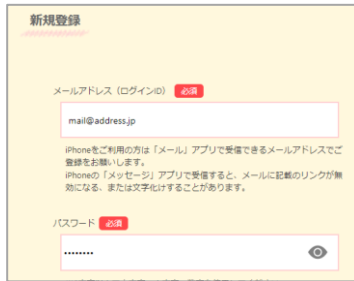 新規登録
メールアドレス（ログインID） 必須
mail@address.jp
iPhoneをご利用の方は「メール」アプリで受信できるメールアドレスでご
登録をお願いします。
iPhoneの「メッセージ」アプリで受信すると、メールに記載のリンクが無
効になる、または文字化けすることがあります。
パスワード 必須
••••••••